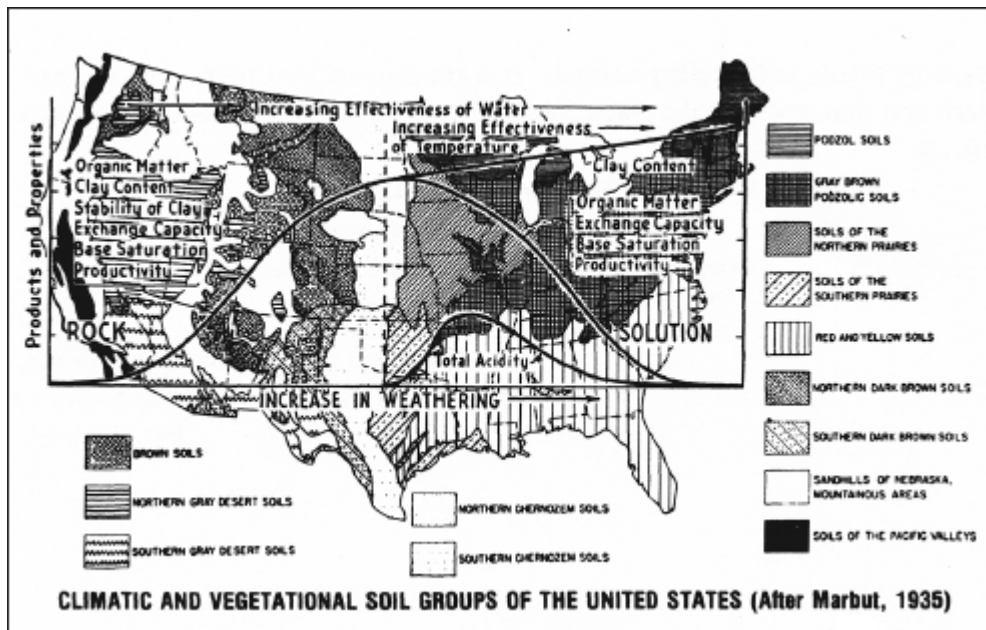 Increasing Effectiveness of Water
Increasing Effectiveness
of Temperature
Products and Properties
Organic Matter
Clay Content
Stability of Clay
Exchange Capacity
Base Saturation
Productivity
Clay Content
Organic Matter
Exchange Capacity
Base Saturation
Productivity
ROCK
SOLUTION
Total Acidity
INCREASE IN WEATHERING
PODZOL SOILS
GRAY BROWN
PODZOLIC SOILS
SOILS OF THE
NORTHERN PRAIRIES
SOILS OF THE
SOUTHERN PRAIRIES
RED AND YELLOW SOILS
NORTHERN DARK BROWN SOILS
SOUTHERN DARK BROWN SOILS
SANDHILLS OF NEBRASKA,
MOUNTAINOUS AREAS
SOILS OF THE PACIFIC VALLEYS
BROWN SOILS
NORTHERN GRAY DESERT SOILS
SOUTHERN GRAY DESERT SOILS
NORTHERN CHERNOZEM SOILS
SOUTHERN CHERNOZEM SOILS
CLIMATIC AND VEGETATIONAL SOIL GROUPS OF THE UNITED STATES (After Marbut, 1935)